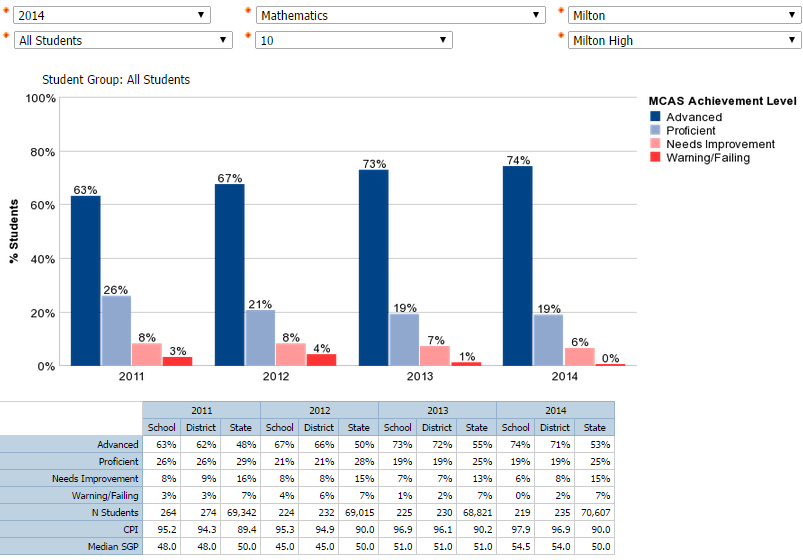 2014 Mathematics Milton
All Students 10 Milton High
Student Group: All Students
100%
80%
60%
40%
20%
0%
% Students
63% 26% 8% 3%
67% 21% 8% 4%
73% 19% 7% 1%
74% 19% 6% 0%
2011 2012 2013 2014
MCAS Achievement Level
Advanced
Proficient
Needs Improvement
Warning/Failing
2011 2012 2013 2014
School District State School District State School District State School District State
Advanced 63% 62% 48% 67% 66% 50% 73% 72% 55% 74% 71% 53%
Proficient 26% 26% 29% 21% 21% 28% 19% 19% 25% 19% 19% 25%
Needs Improvement 8% 9% 16% 8% 8% 15% 7% 7% 13% 6% 8% 15%
Warning/Failing 3% 3% 7% 4% 6% 7% 1% 2% 7% 0% 2% 7%
N Students 264 274 69,342 224 232 69,015 225 230 68,821 219 235 70,607
CPI 95.2 94.3 89.4 95.3 94.9 90.0 96.9 96.1 90.2 97.9 96.9 90.0
Median SGP 48.0 48.0 50.0 45.0 45.0 50.0 51.0 51.0 51.0 54.5 54.0 50.0